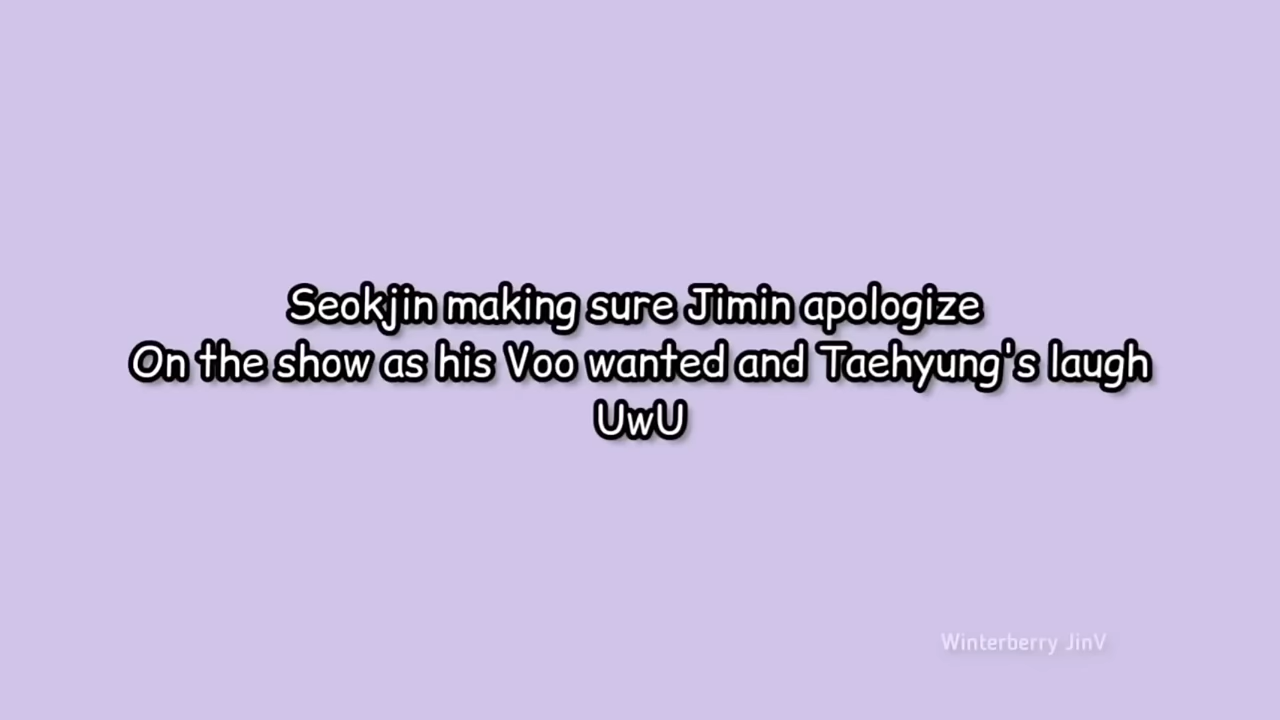 Seokjin making sure Jimin apologize
On the show as his Voo wanted and Taehyung's laugh
UwU
Winterberry JinV